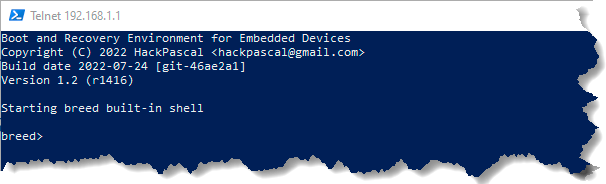 Telnet 192.168.1.1
Boot and Recovery Environment for Embedded Devices
Copyright (C) 2022 HackPascal <hackpascal@gmail.com>
Build date 2022-07-24 [git-46ae2a1]
Version 1.2 (r1416)
Starting breed built-in shell
breed>